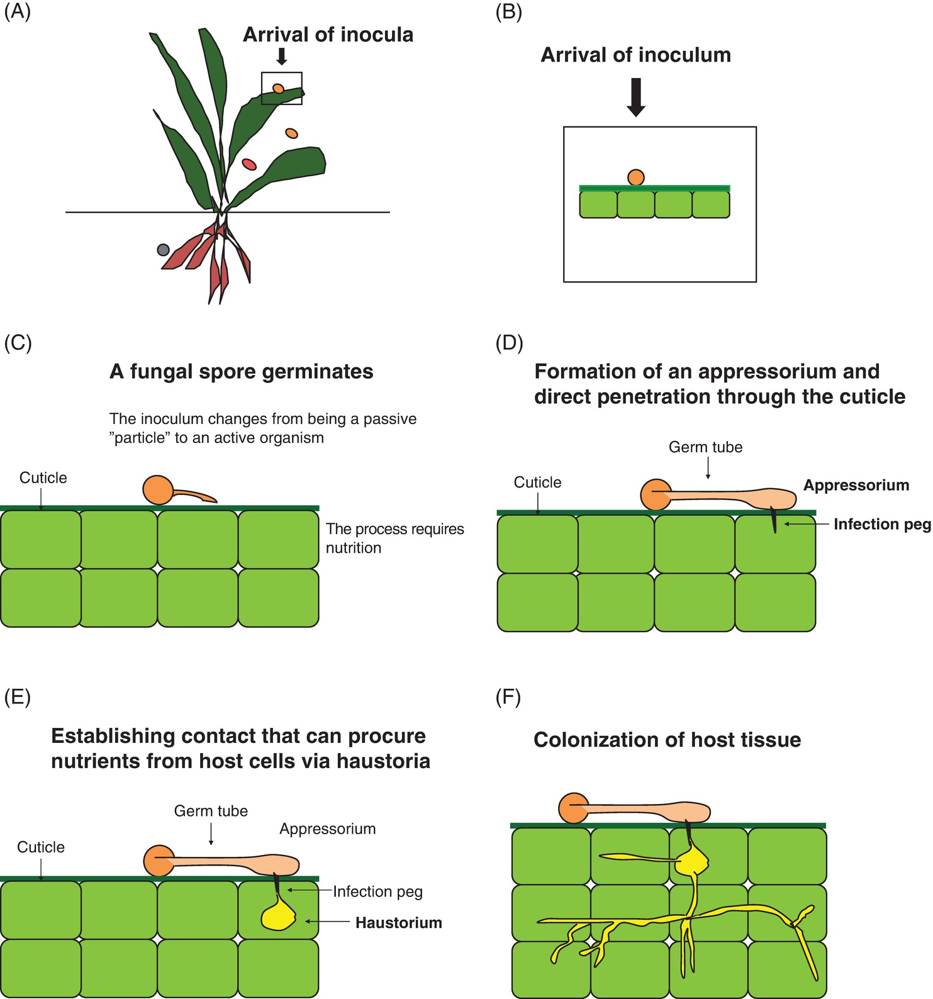 (A)
Arrival of inocula
(B)
Arrival of inoculum
(C)
A fungal spore germinates
The inoculum changes from being a passive
”particle” to an active organism
Cuticle
The process requires
nutrition
(D)
Formation of an appressorium and
direct penetration through the cuticle
Germ tube
Cuticle
Appressorium
Infection peg
(E)
Establishing contact that can procure
nutrients from host cells via haustoria
Germ tube
Appressorium
Cuticle
Infection peg
Haustorium
(F)
Colonization of host tissue